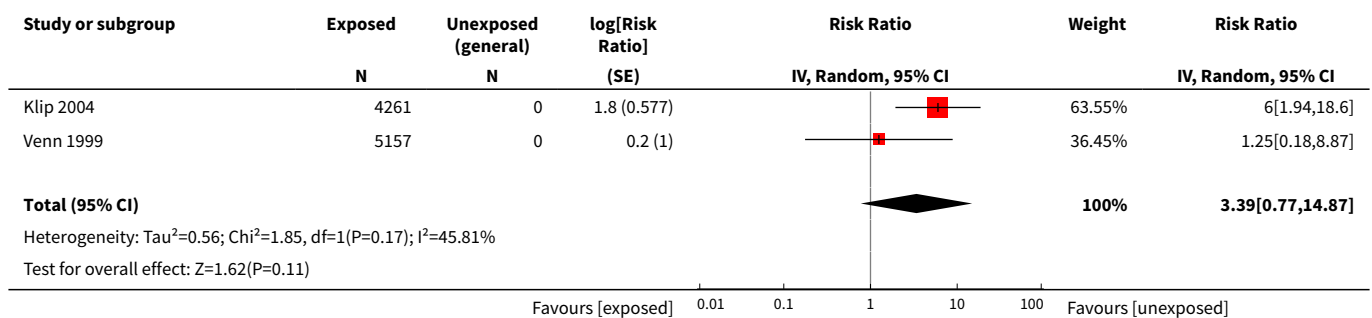 Study or subgroup Exposed Unexposed (general) log[Risk Ratio] Risk Ratio Weight Risk Ratio
N N (SE) IV, Random, 95% CI IV, Random, 95% CI
Klip 2004 4261 0 1.8 (0.577) 63.55% 6[1.94,18.6]
Venn 1999 5157 0 0.2 (1) 36.45% 1.25[0.18,8.87]
Total (95% CI) 100% 3.39[0.77,14.87]
Heterogeneity: Tau²=0.56; Chi²=1.85, df=1(P=0.17); I²=45.81%
Test for overall effect: Z=1.62(P=0.11)
Favours [exposed] 0.01 0.1 1 10 100 Favours [unexposed]